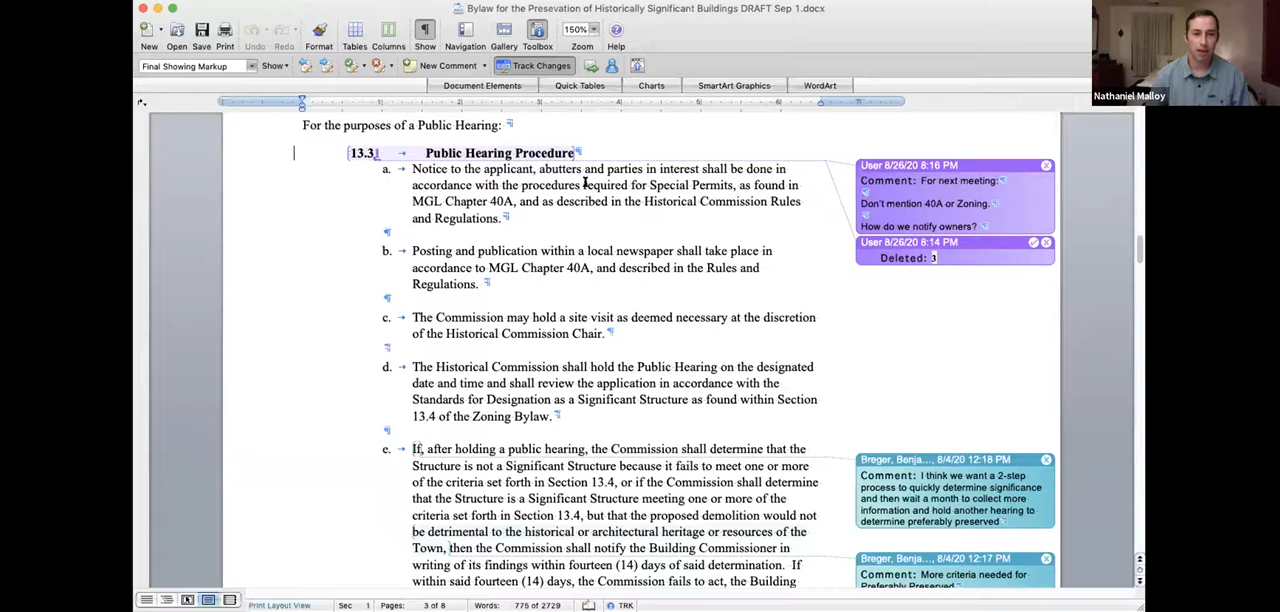 Bylaw for the Presevation of Historically Significant Buildings DRAFT Sep 1.docx
150%
New Open Save Print Undo Redo Format Tables Columns Show Navigation Gallery Toolbox Zoom Help
Final Showing Markup Show New Comment Track Changes
Document Elements Quick Tables Charts SmartArt Graphics WordArt
Nathaniel Malloy
For the purposes of a Public Hearing:
13.31 Public Hearing Procedure
a. Notice to the applicant, abutters and parties in interest shall be done in
accordance with the procedures required for Special Permits, as found in
MGL Chapter 40A, and as described in the Historical Commission Rules
and Regulations.
b. Posting and publication within a local newspaper shall take place in
accordance to MGL Chapter 40A, and described in the Rules and
Regulations.
c. The Commission may hold a site visit as deemed necessary at the discretion
of the Historical Commission Chair.
d. The Historical Commission shall hold the Public Hearing on the designated
date and time and shall review the application in accordance with the
Standards for Designation as a Significant Structure as found within Section
13.4 of the Zoning Bylaw.
e. If, after holding a public hearing, the Commission shall determine that the
Structure is not a Significant Structure because it fails to meet one or more
of the criteria set forth in Section 13.4, or if the Commission shall determine
that the Structure is a Significant Structure meeting one or more of the
criteria set forth in Section 13.4, but that the proposed demolition would not
be detrimental to the historical or architectural heritage or resources of the
Town, then the Commission shall notify the Building Commissioner in
writing of its findings within fourteen (14) days of said determination. If
within said fourteen (14) days, the Commission fails to act, the Building
User 8/26/20 8:16 PM
Comment: For next meeting:
Don't mention 40A or Zoning.
How do we notify owners?
User 8/26/20 8:14 PM
Deleted: 3
Breger, Benja..., 8/4/20 12:18 PM
Comment: I think we want a 2-step
process to quickly determine significance
and then wait a month to collect more
information and hold another hearing to
determine preferably preserved
Breger, Benja..., 8/4/20 12:17 PM
Comment: More criteria needed for
Preferably Preserved
Print Layout View Sec 1 Pages: 3 of 8 Words: 775 of 2729 TRK